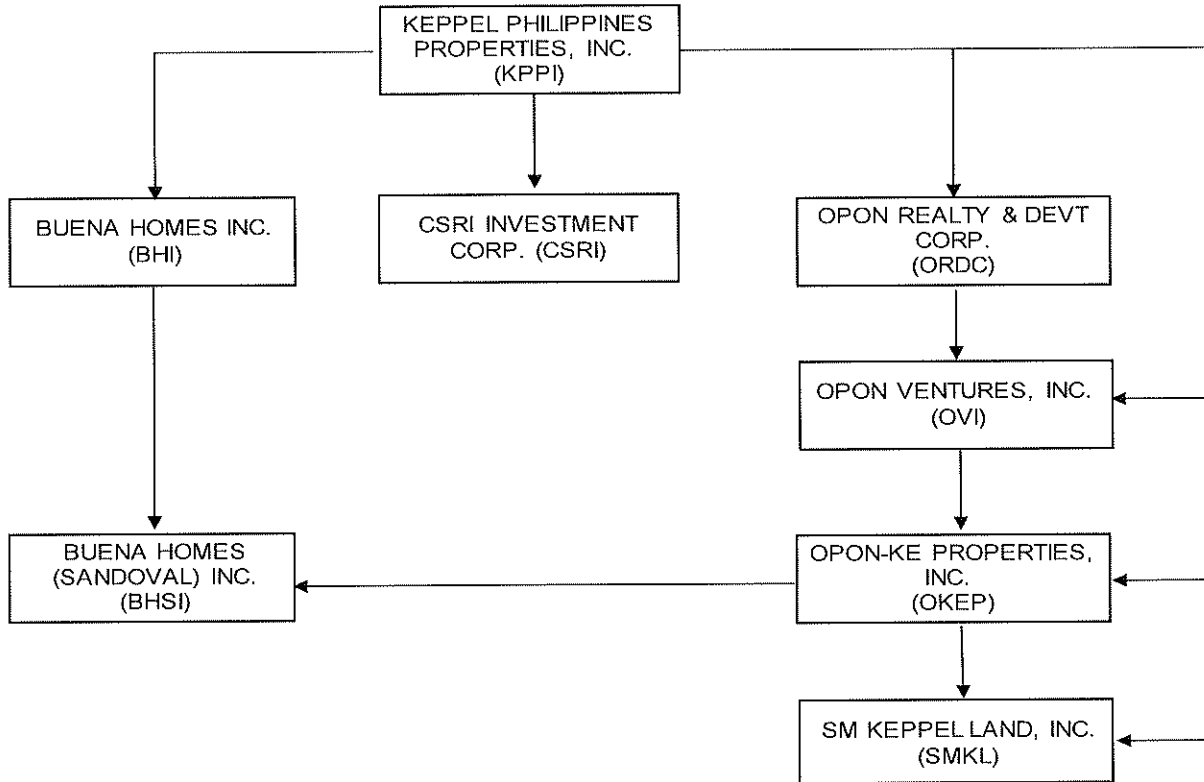 KEPPEL PHILIPPINES
PROPERTIES, INC.
(KPPI)
BUENA HOMES INC.
(BHI)
CSRI INVESTMENT
CORP. (CSRI)
OPON REALTY & DEVT
CORP.
(ORDC)
OPON VENTURES, INC.
(OVI)
BUENA HOMES
(SANDOVAL) INC.
(BHSI)
OPON-KE PROPERTIES,
INC.
(OKEP)
SM KEPPEL LAND, INC.
(SMKL)